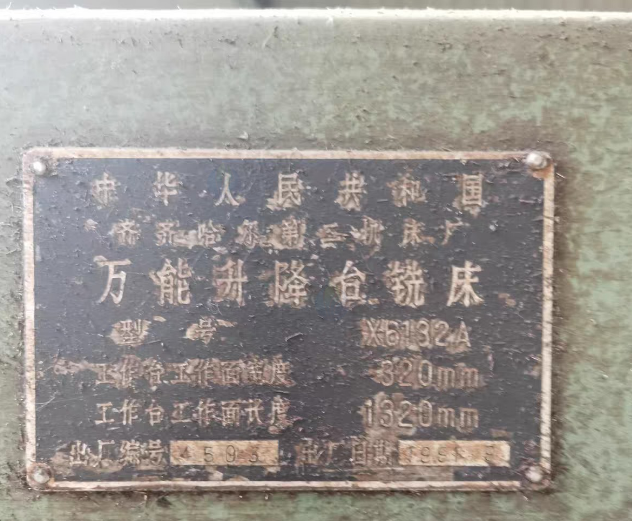 中华人民共和国
齐齐哈尔第二机床厂
万能升降台铣床
型号 X6132A
工作台工作面宽度 320mm
工作台工作面长度 1320mm
出厂编号 4593 出厂日期